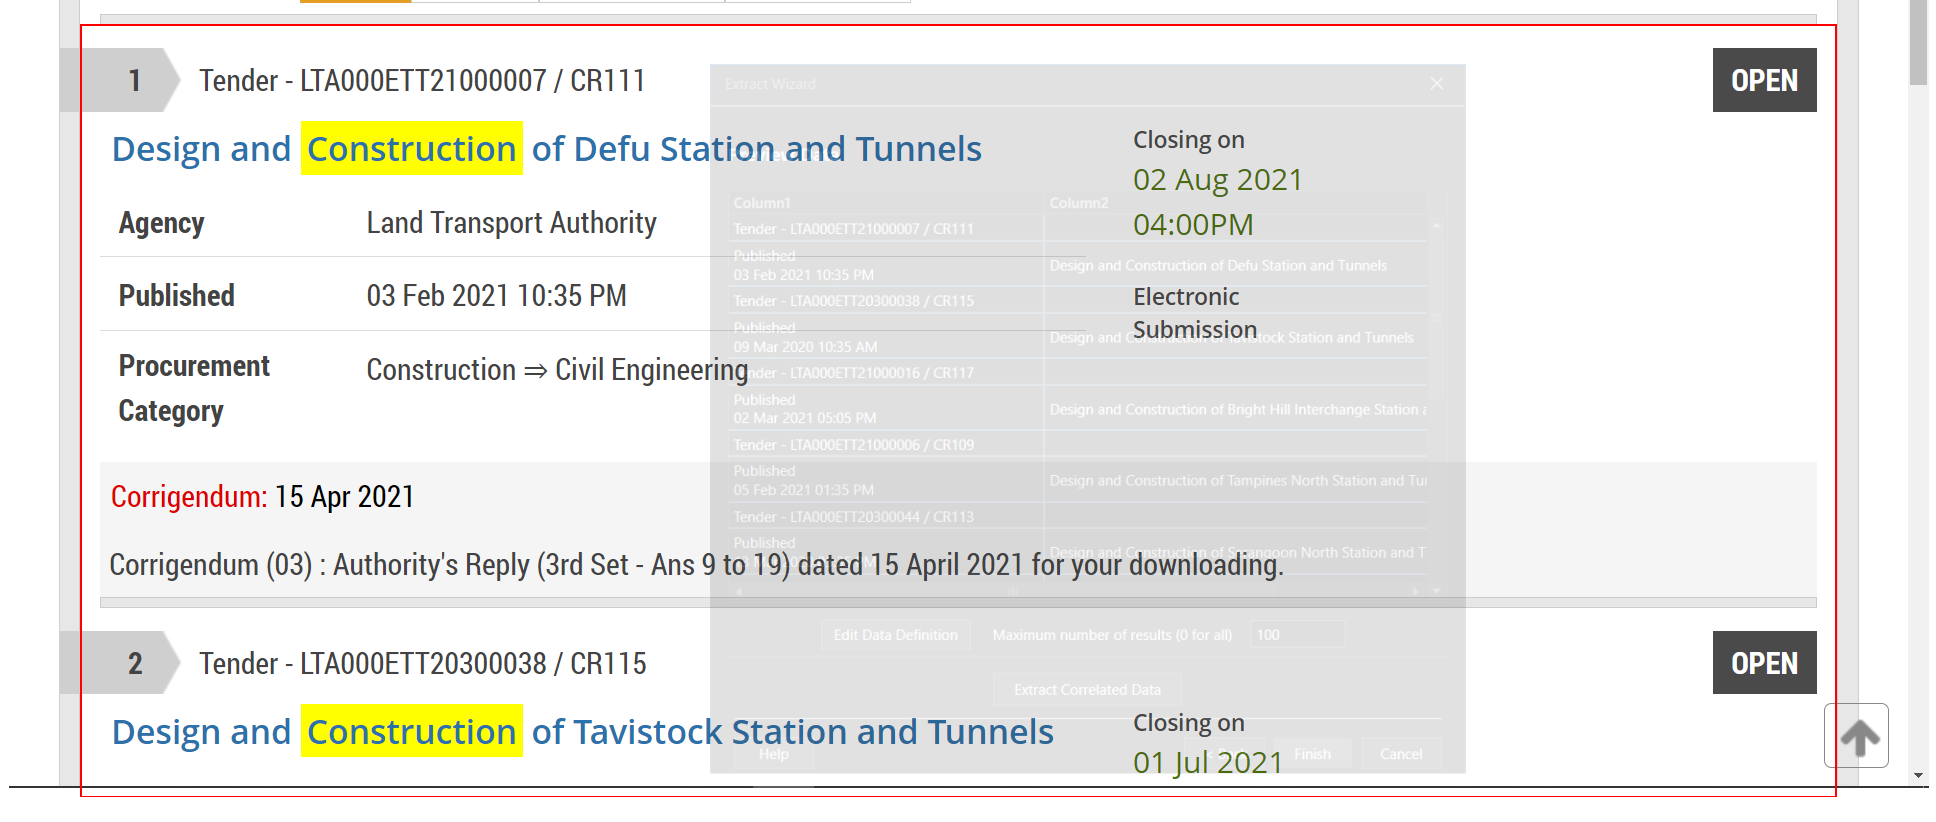 1
Tender - LTA000ETT21000007 / CR111
OPEN
Design and Construction of Defu Station and Tunnels
Closing on
02 Aug 2021
04:00PM
Agency
Land Transport Authority
Published
03 Feb 2021 10:35 PM
Electronic
Submission
Procurement
Category
Construction ⇒ Civil Engineering
Corrigendum: 15 Apr 2021
Corrigendum (03) : Authority's Reply (3rd Set - Ans 9 to 19) dated 15 April 2021 for your downloading.
2
Tender - LTA000ETT20300038 / CR115
OPEN
Design and Construction of Tavistock Station and Tunnels
Closing on
01 Jul 2021
Extract Wizard
Column1
Column2
Tender - LTA000ETT21000007 / CR111
Published
03 Feb 2021 10:35 PM
Design and Construction of Defu Station and Tunnels
Tender - LTA000ETT20300038 / CR115
Published
09 Mar 2020 10:35 AM
Design and Construction of Tavistock Station and Tunnels
Tender - LTA000ETT21000016 / CR117
Published
02 Mar 2021 05:05 PM
Design and Construction of Bright Hill Interchange Station
Tender - LTA000ETT21000006 / CR109
Published
05 Feb 2021 01:35 PM
Design and Construction of Tampines North Station and Tu
Tender - LTA000ETT20300044 / CR113
Published
Design and Construction of Serangoon North Station and T
Edit Data Definition
Maximum number of results (0 for all)
100
Extract Correlated Data
Help
Finish
Cancel